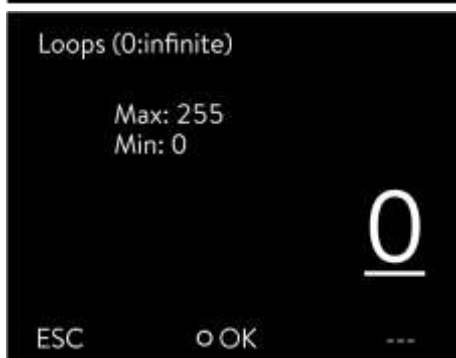 Loops (0:infinite)
Max: 255
Min: 0
0
ESC OK ---